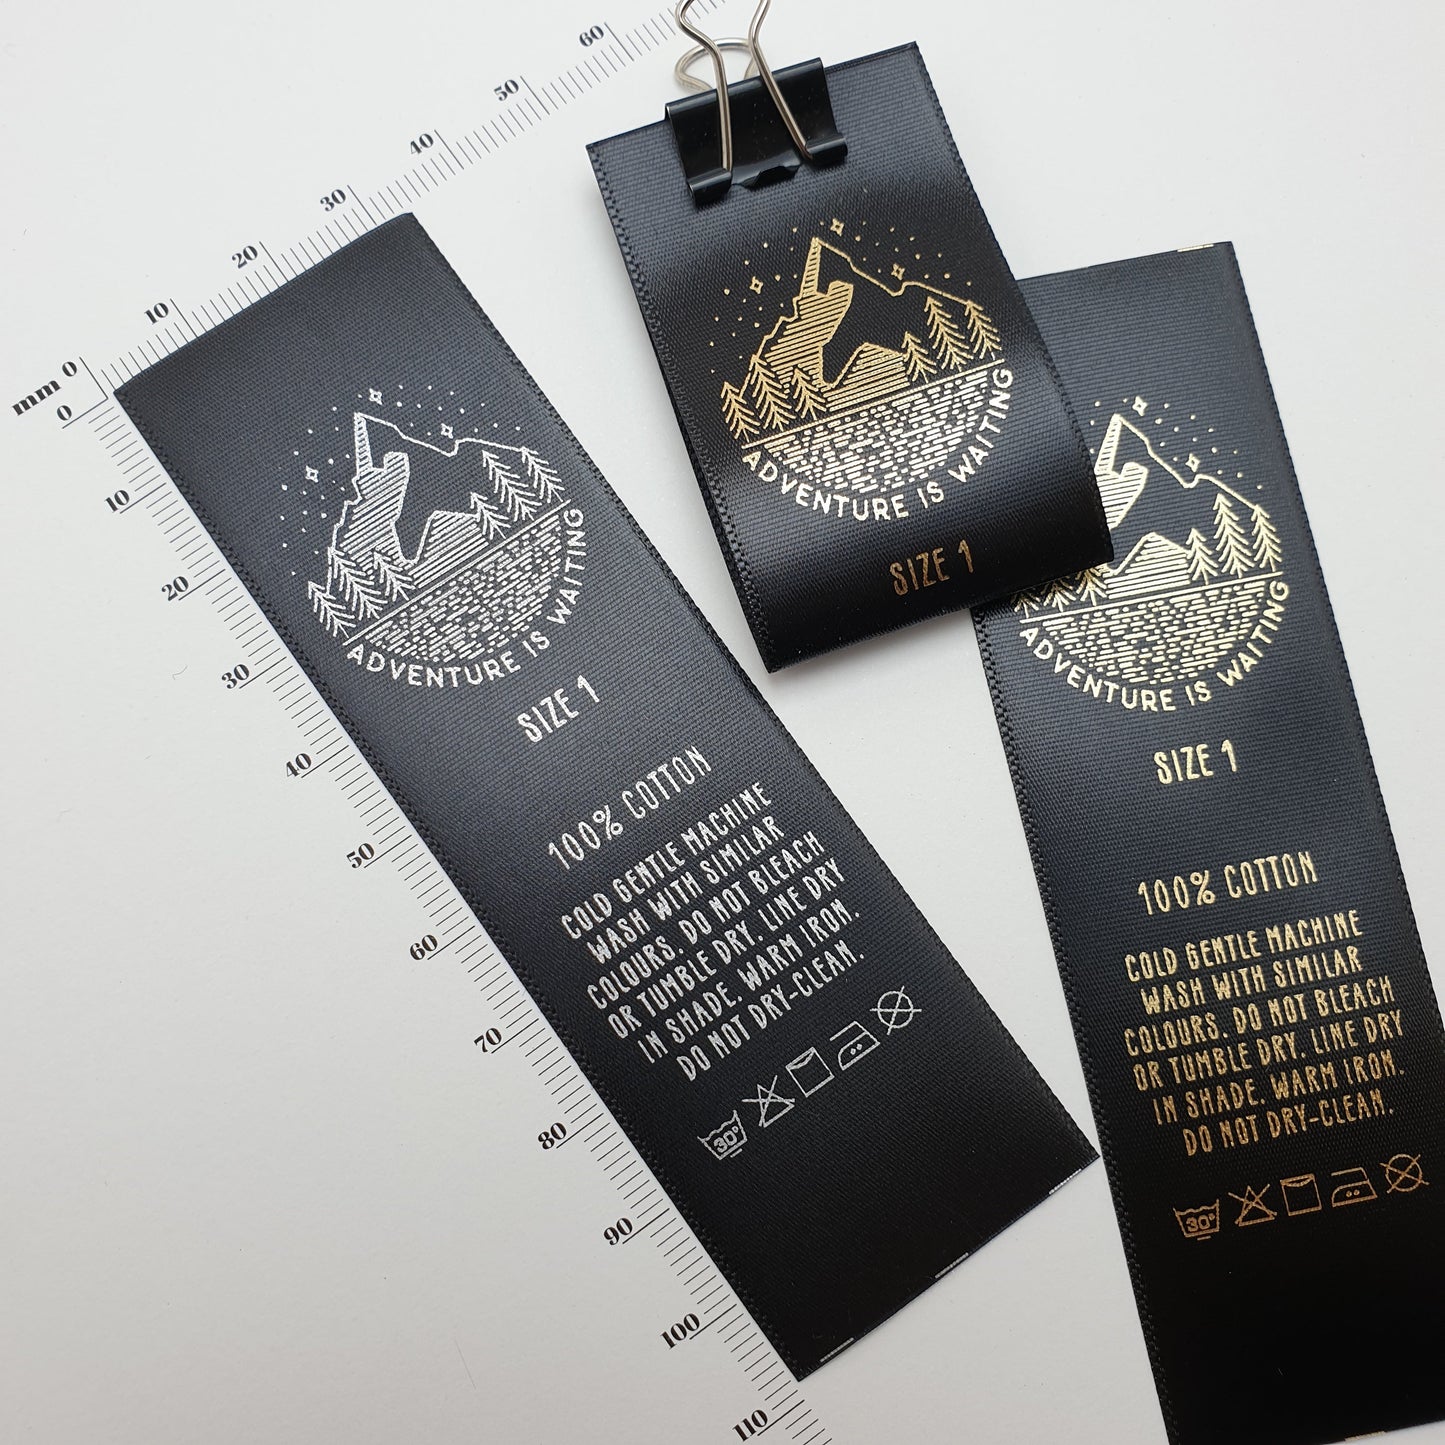 mm 0 10 20 30 40 50 60
0
10
20
30
40
50
60
70
80
90
100
110
ADVENTURE IS WAITING
SIZE 1
100% COTTON
COLD GENTLE MACHINE
WASH WITH SIMILAR
COLOURS. DO NOT BLEACH
OR TUMBLE DRY. LINE DRY
IN SHADE. WARM IRON.
DO NOT DRY-CLEAN.
30°
ADVENTURE IS WAITING
SIZE 1
ADVENTURE IS WAITING
SIZE 1
100% COTTON
COLD GENTLE MACHINE
WASH WITH SIMILAR
COLOURS. DO NOT BLEACH
OR TUMBLE DRY. LINE DRY
IN SHADE. WARM IRON.
DO NOT DRY-CLEAN.
30°